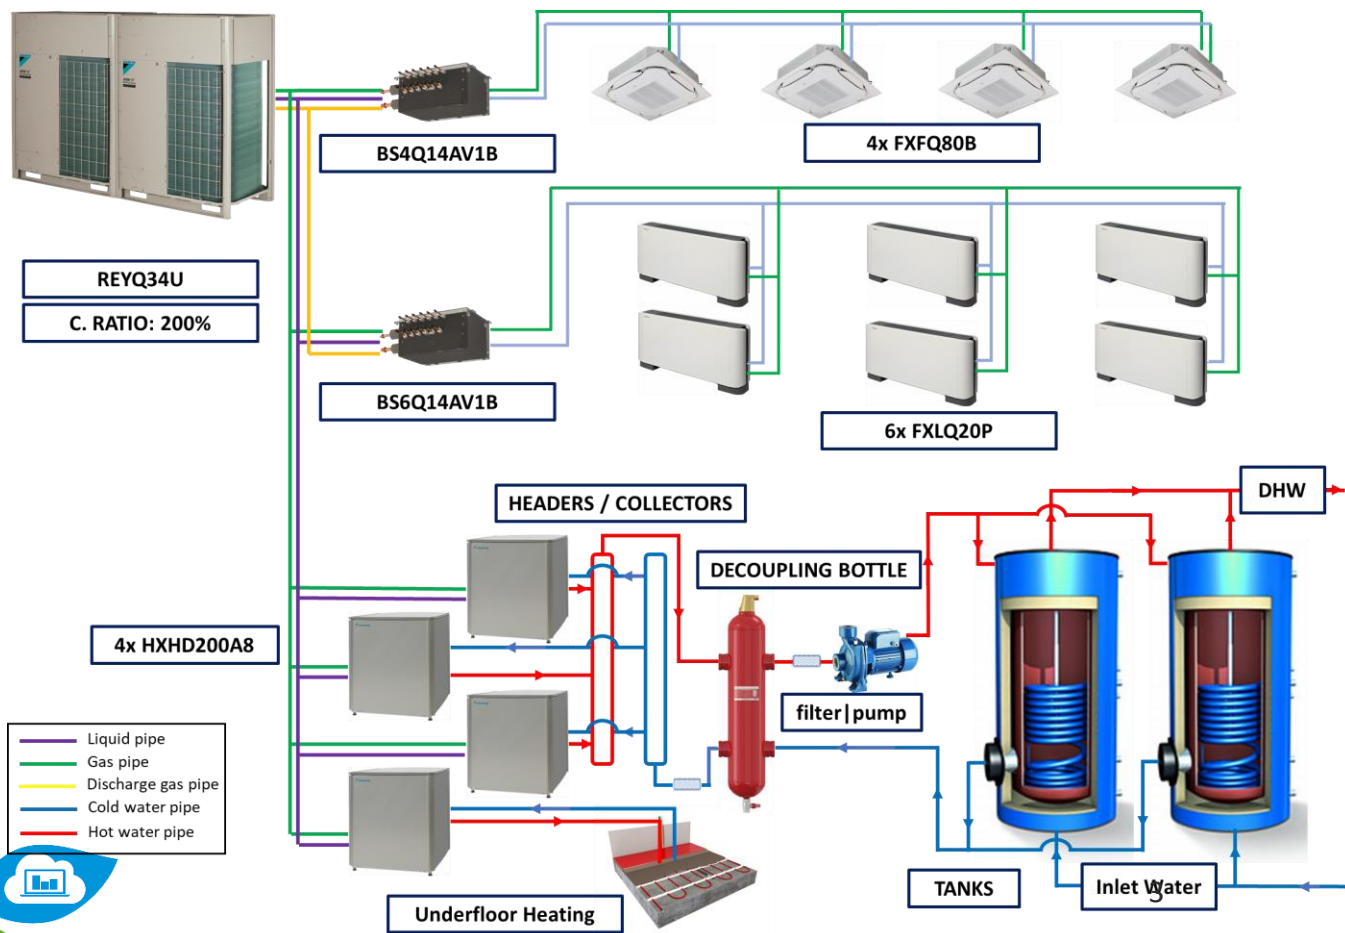 BS4Q14AV1B
4x FXFQ80B
REYQ34U
C. RATIO: 200%
BS6Q14AV1B
6x FXLQ20P
HEADERS / COLLECTORS
DHW
DECOUPLING BOTTLE
4x HXHD200A8
filter|pump
Liquid pipe
Gas pipe
Discharge gas pipe
Cold water pipe
Hot water pipe
TANKS
Inlet Water
3
Underfloor Heating